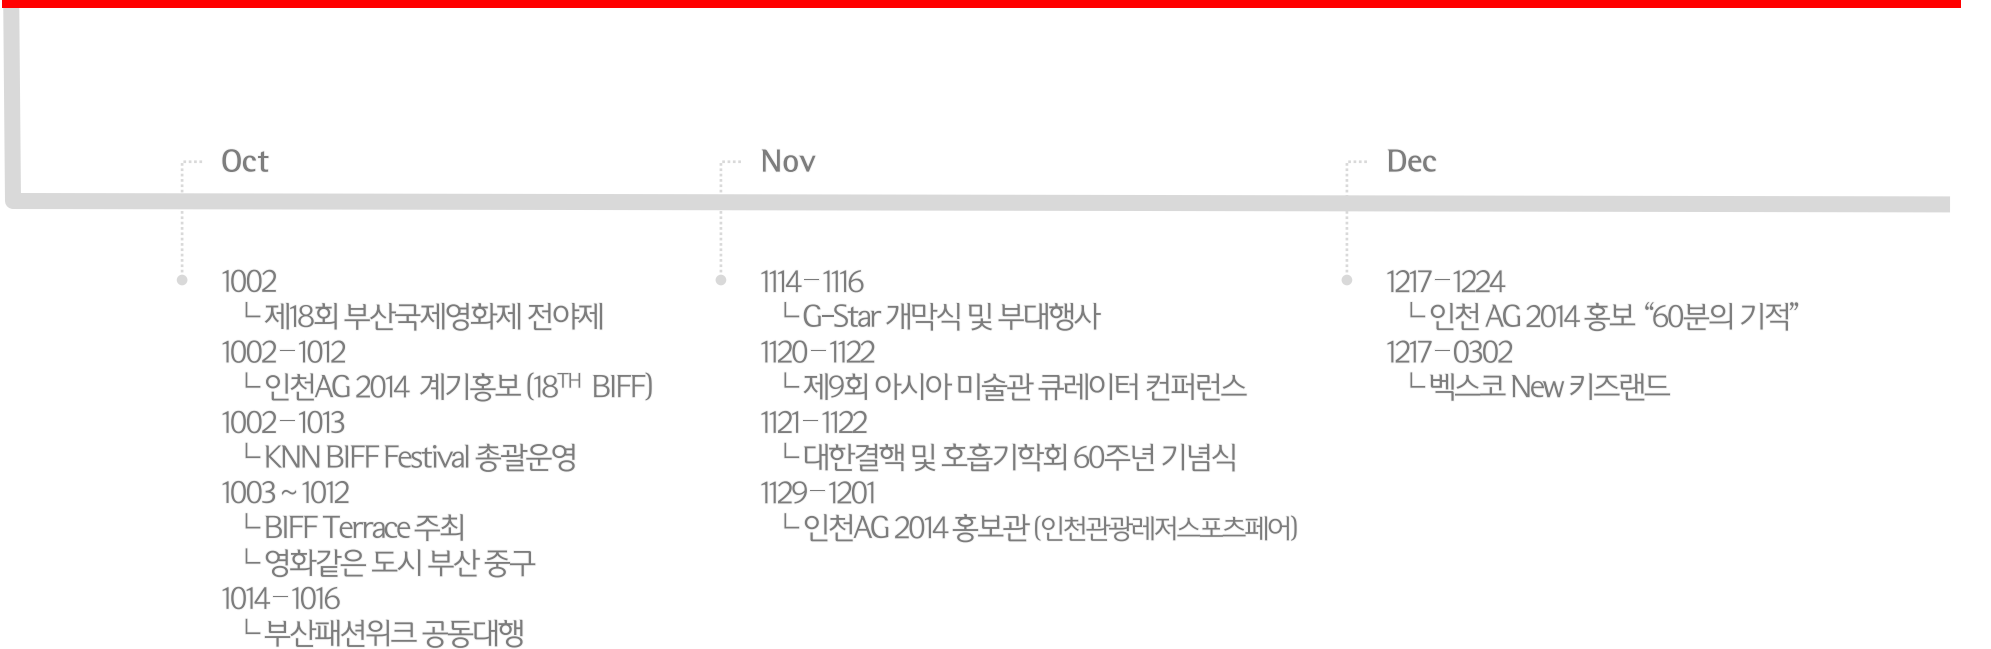 Oct
1002
└ 제18회 부산국제영화제 전야제
1002－1012
└ 인천AG 2014 계기홍보 (18TH BIFF)
1002－1013
└ KNN BIFF Festival 총괄운영
1003 ~ 1012
└ BIFF Terrace 주최
└ 영화같은 도시 부산 중구
1014－1016
└ 부산패션위크 공동대행
Nov
1114－1116
└ G-Star 개막식 및 부대행사
1120－1122
└ 제9회 아시아 미술관 큐레이터 컨퍼런스
1121－1122
└ 대한결핵 및 호흡기학회 60주년 기념식
1129－1201
└ 인천AG 2014 홍보관 (인천관광레저스포츠페어)
Dec
1217－1224
└ 인천 AG 2014 홍보 “60분의 기적”
1217－0302
└ 벡스코 New 키즈랜드